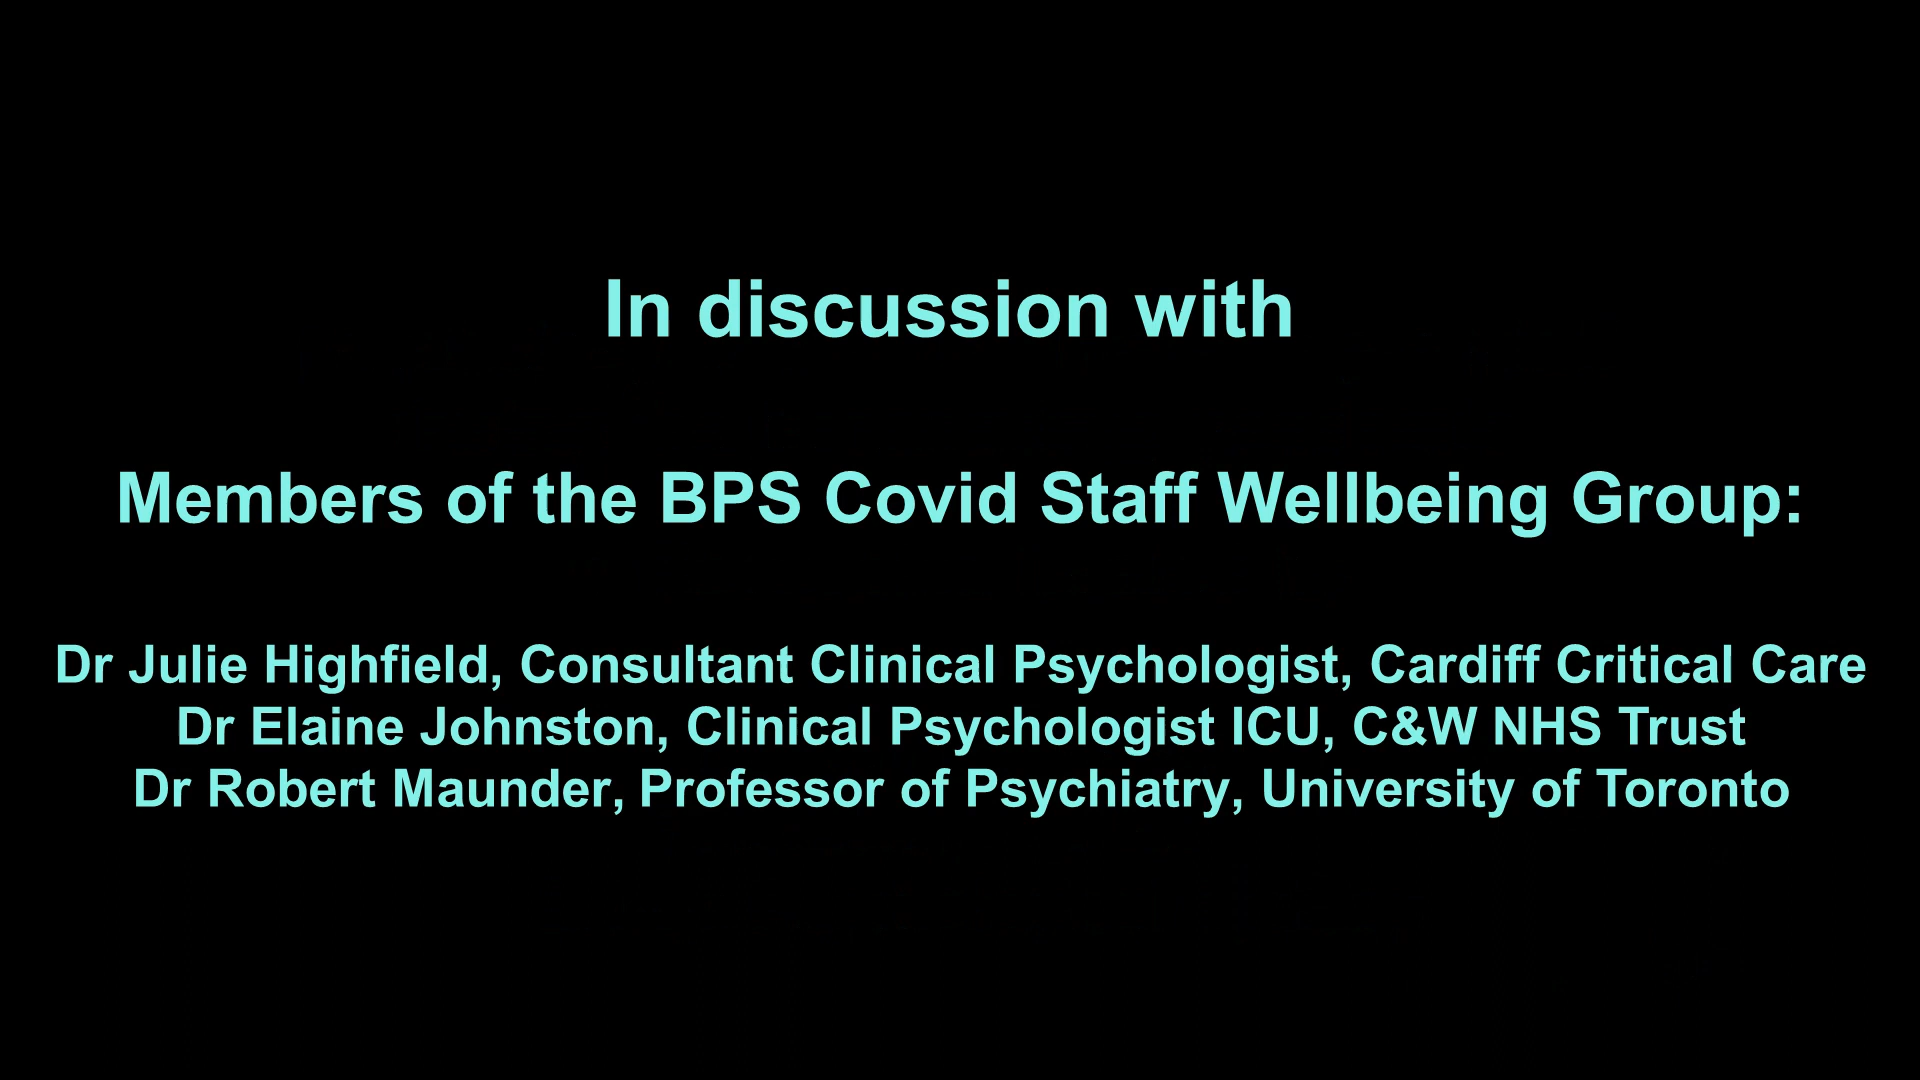 In discussion with
Members of the BPS Covid Staff Wellbeing Group:
Dr Julie Highfield, Consultant Clinical Psychologist, Cardiff Critical Care
Dr Elaine Johnston, Clinical Psychologist ICU, C&W NHS Trust
Dr Robert Maunder, Professor of Psychiatry, University of Toronto